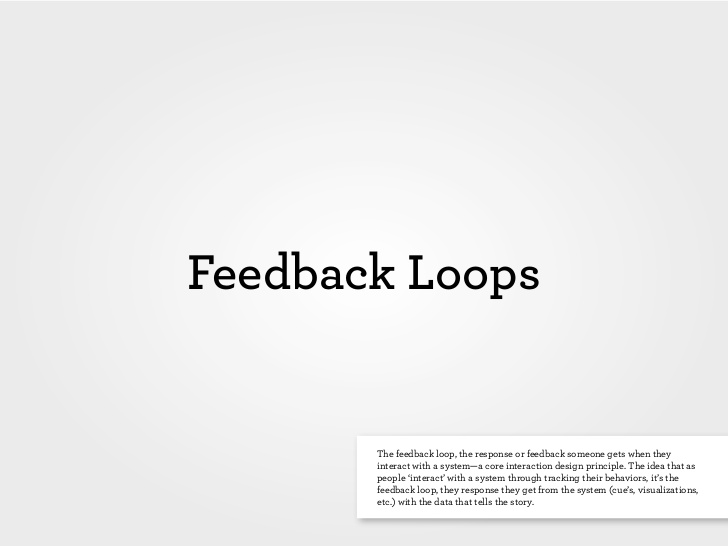 Feedback Loops
The feedback loop, the response or feedback someone gets when they
interact with a system—a core interaction design principle. The idea that as
people ‘interact’ with a system through tracking their behaviors, it’s the
feedback loop, they response they get from the system (cue’s, visualizations,
etc.) with the data that tells the story.